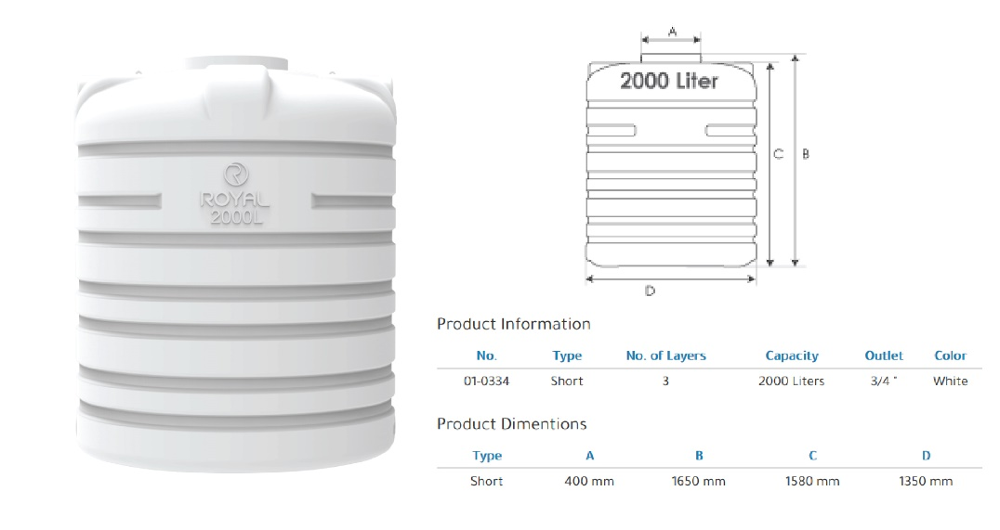 ROYAL
2000L
A
2000 Liter
C
B
D
Product Information
No. Type No. of Layers Capacity Outlet Color
01-0334 Short 3 2000 Liters 3/4 " White
Product Dimentions
Type A B C D
Short 400 mm 1650 mm 1580 mm 1350 mm